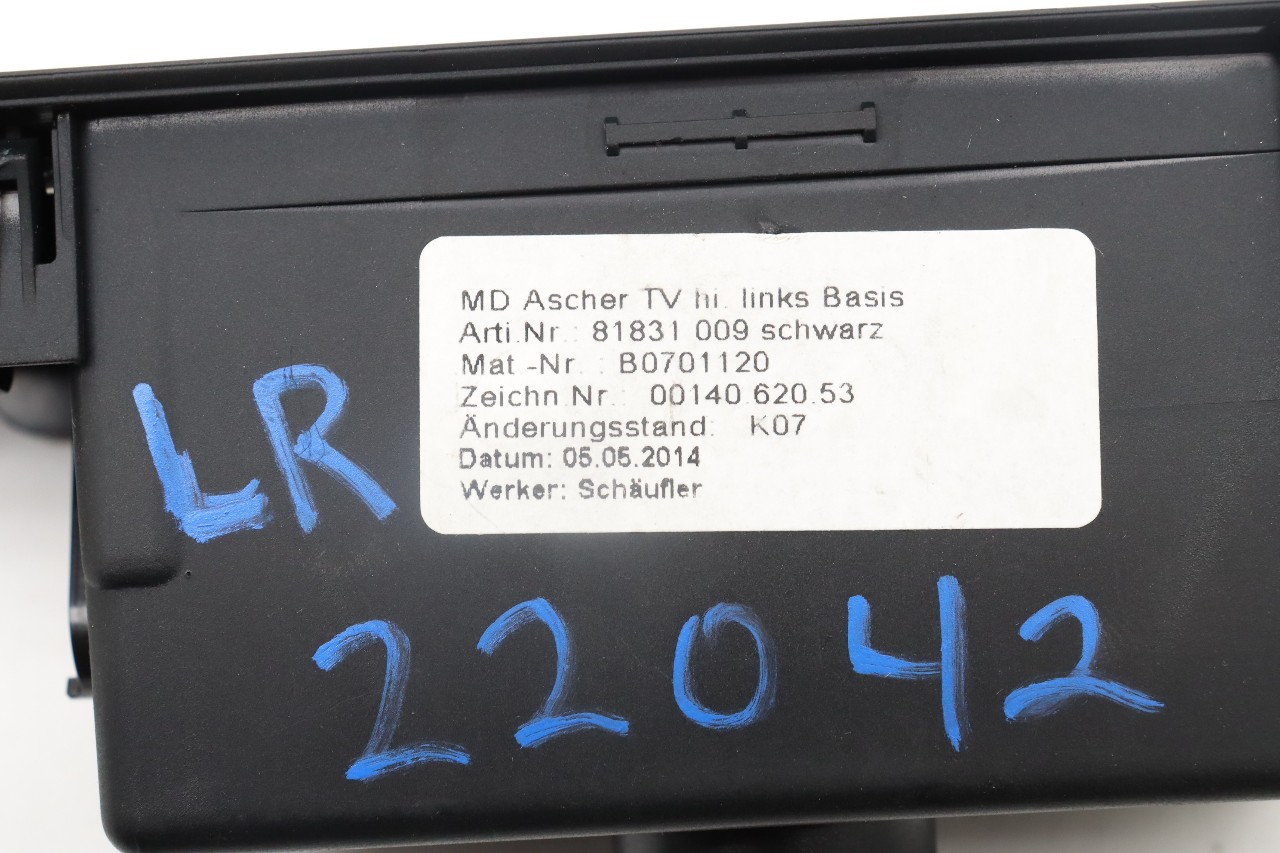 MD Ascher TV hi. links Basis
Arti.Nr.: 81831 009 schwarz
Mat.-Nr. : B0701120
Zeichn.Nr.: 00140.620.53
Änderungsstand: K07
Datum: 05.05.2014
Werker: Schäufler
LR
22042